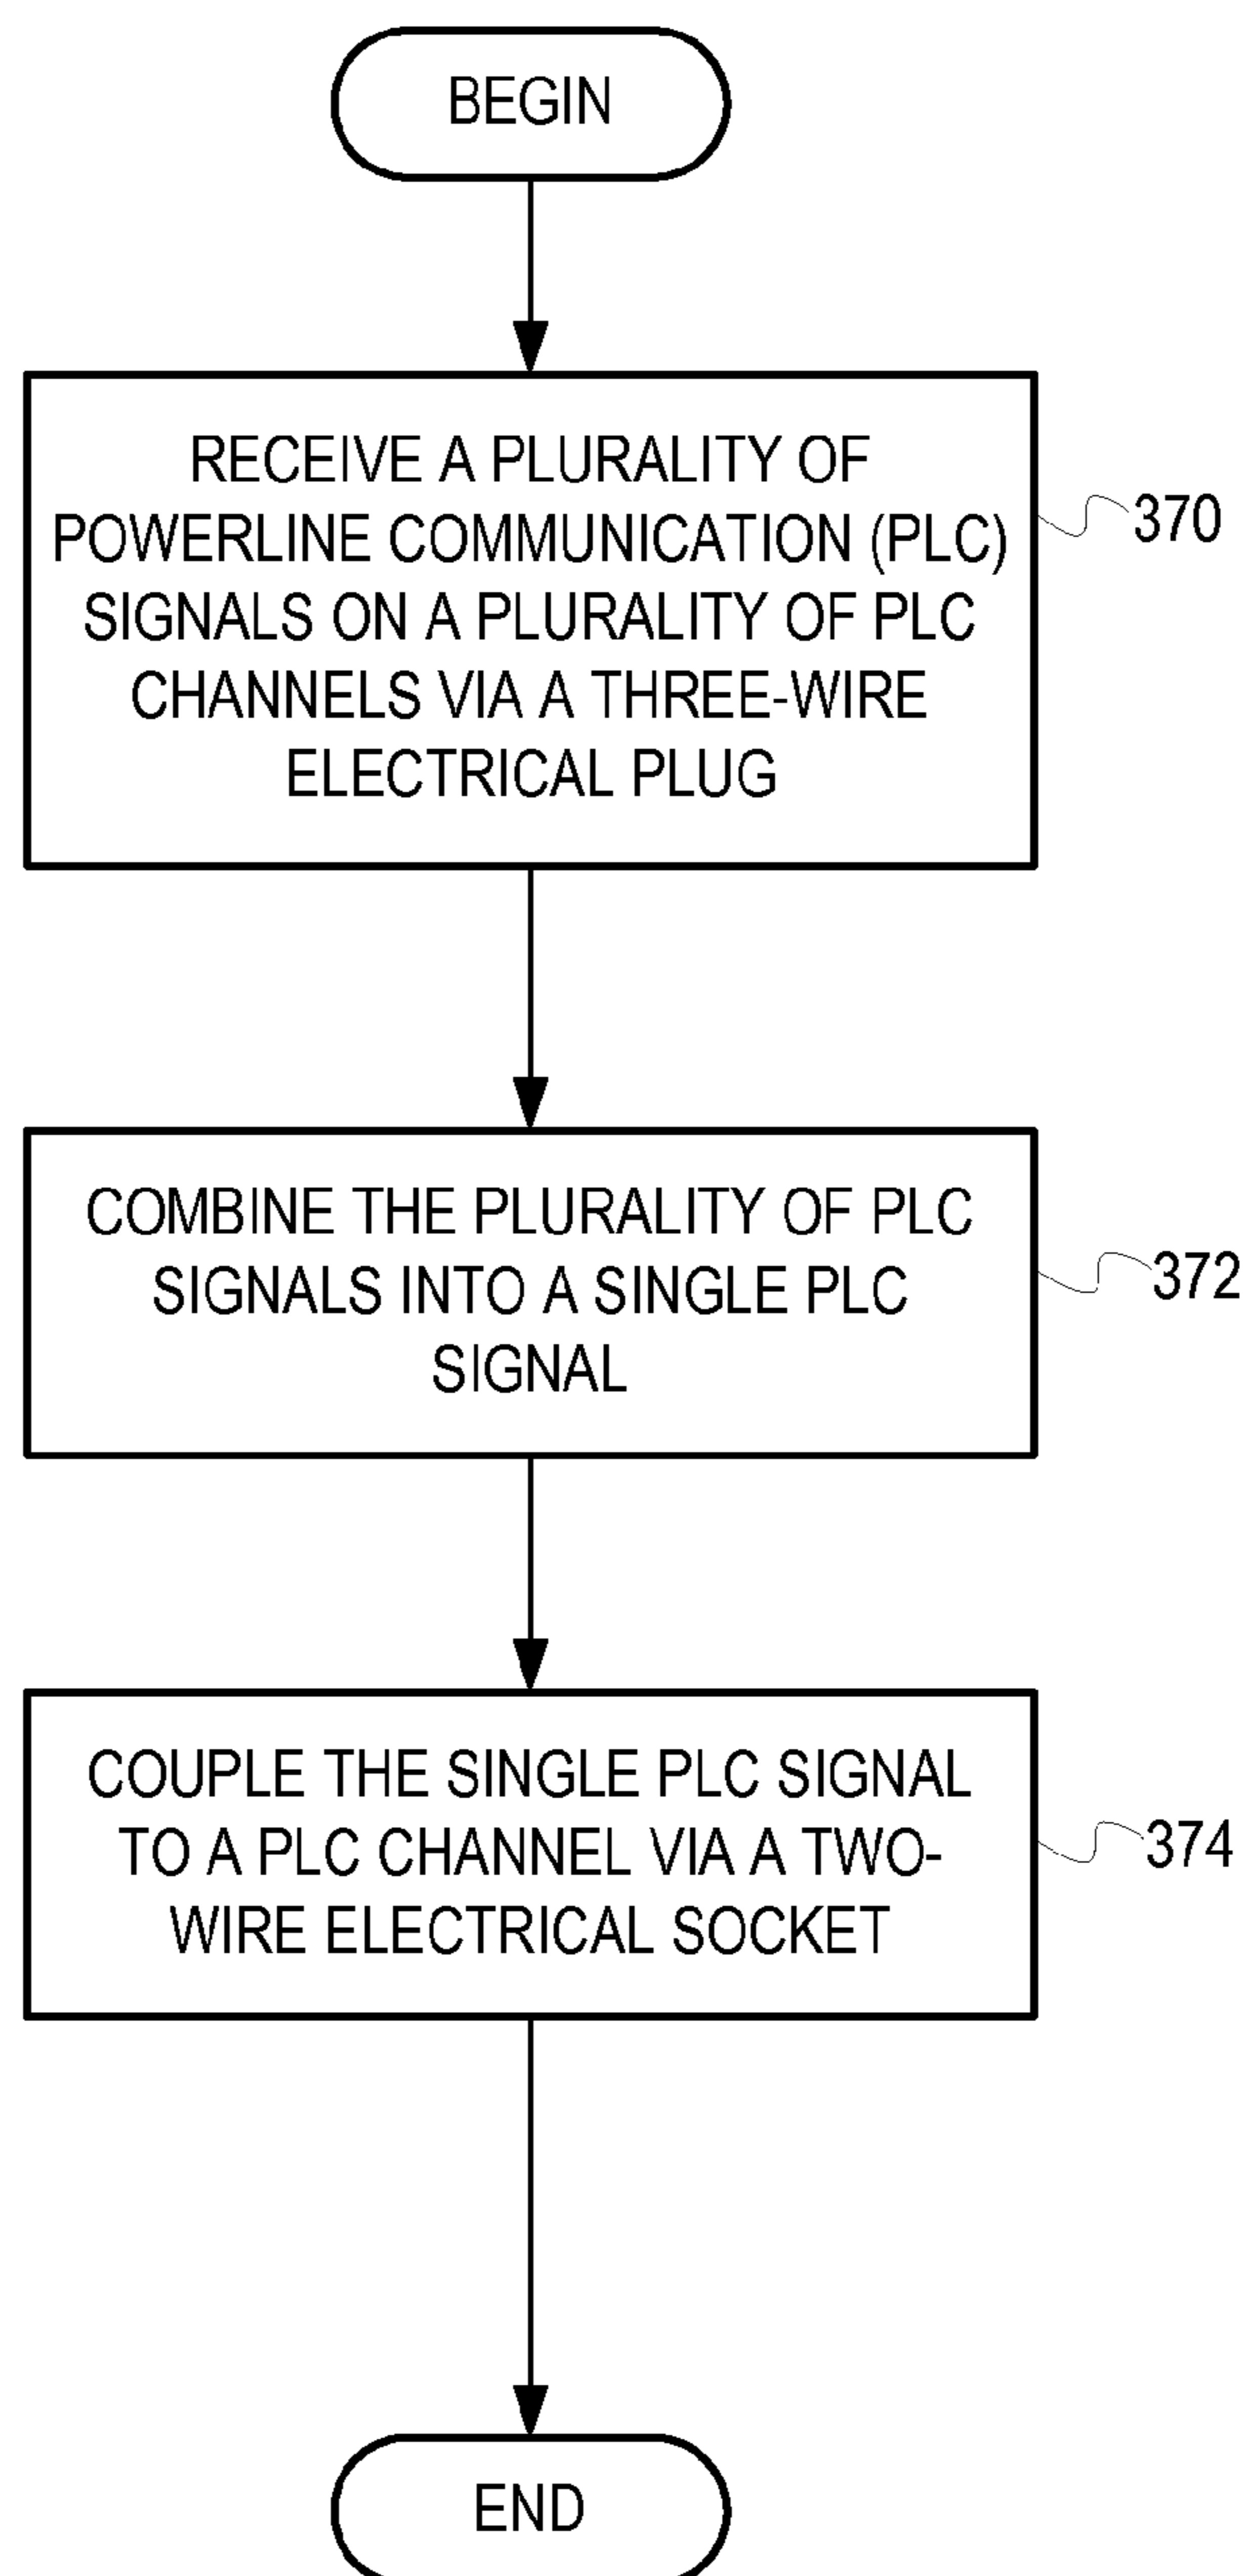 BEGIN
RECEIVE A PLURALITY OF
POWERLINE COMMUNICATION (PLC)
SIGNALS ON A PLURALITY OF PLC
CHANNELS VIA A THREE-WIRE
ELECTRICAL PLUG
370
COMBINE THE PLURALITY OF PLC
SIGNALS INTO A SINGLE PLC
SIGNAL
372
COUPLE THE SINGLE PLC SIGNAL
TO A PLC CHANNEL VIA A TWO-
WIRE ELECTRICAL SOCKET
374
END